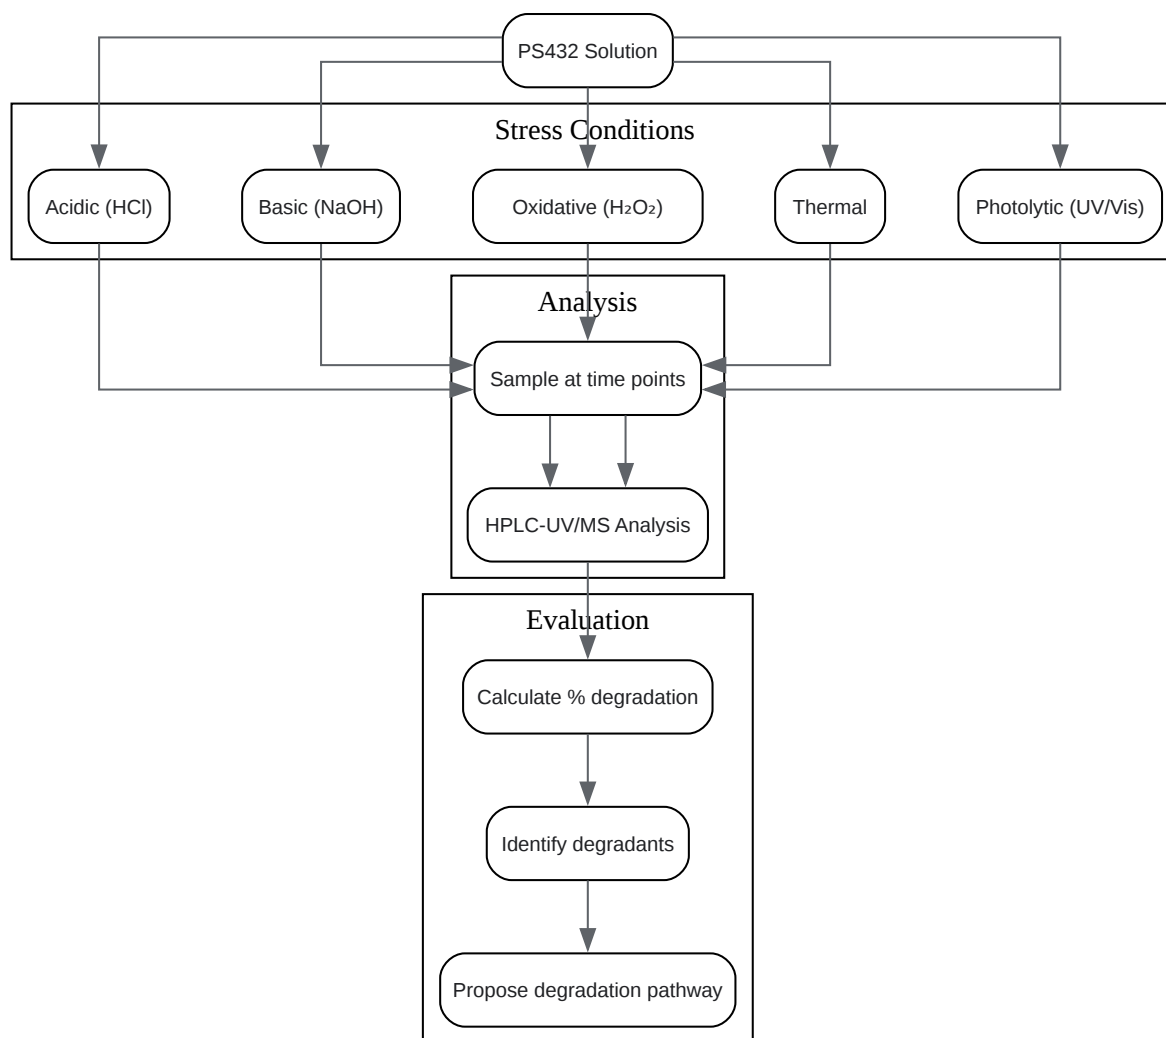 PS432 Solution
Stress Conditions
Acidic (HCl)
Basic (NaOH)
Oxidative (H₂O₂)
Thermal
Photolytic (UV/Vis)
Analysis
Sample at time points
HPLC-UV/MS Analysis
Evaluation
Calculate % degradation
Identify degradants
Propose degradation pathway